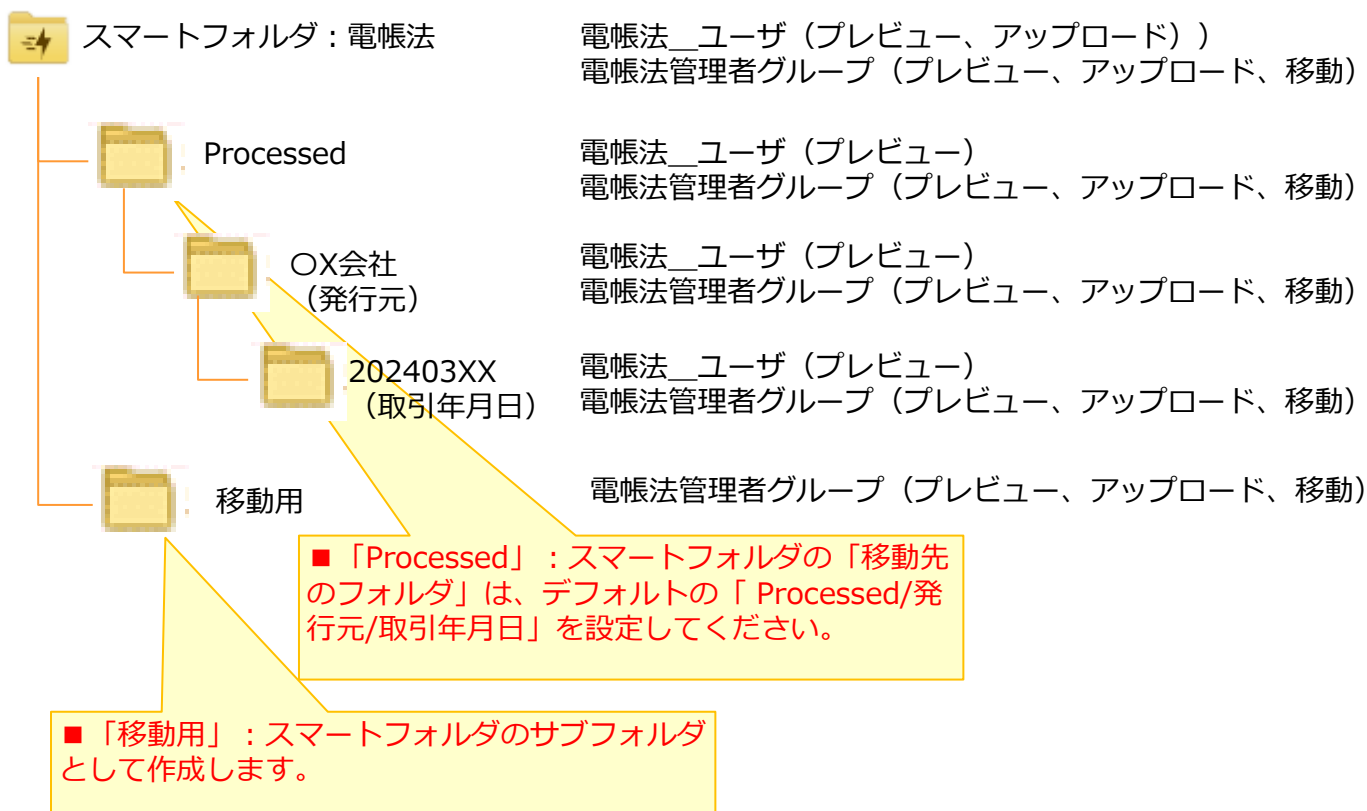 スマートフォルダ：電帳法
電帳法__ユーザ（プレビュー、アップロード））
電帳法管理者グループ（プレビュー、アップロード、移動）
Processed
電帳法__ユーザ（プレビュー）
電帳法管理者グループ（プレビュー、アップロード、移動）
〇X会社
（発行元）
電帳法__ユーザ（プレビュー）
電帳法管理者グループ（プレビュー、アップロード、移動）
202403XX
（取引年月日）
電帳法__ユーザ（プレビュー）
電帳法管理者グループ（プレビュー、アップロード、移動）
移動用
電帳法管理者グループ（プレビュー、アップロード、移動）
■「Processed」：スマートフォルダの「移動先
のフォルダ」は、デフォルトの「 Processed/発
行元/取引年月日」を設定してください。
■「移動用」：スマートフォルダのサブフォルダ
として作成します。